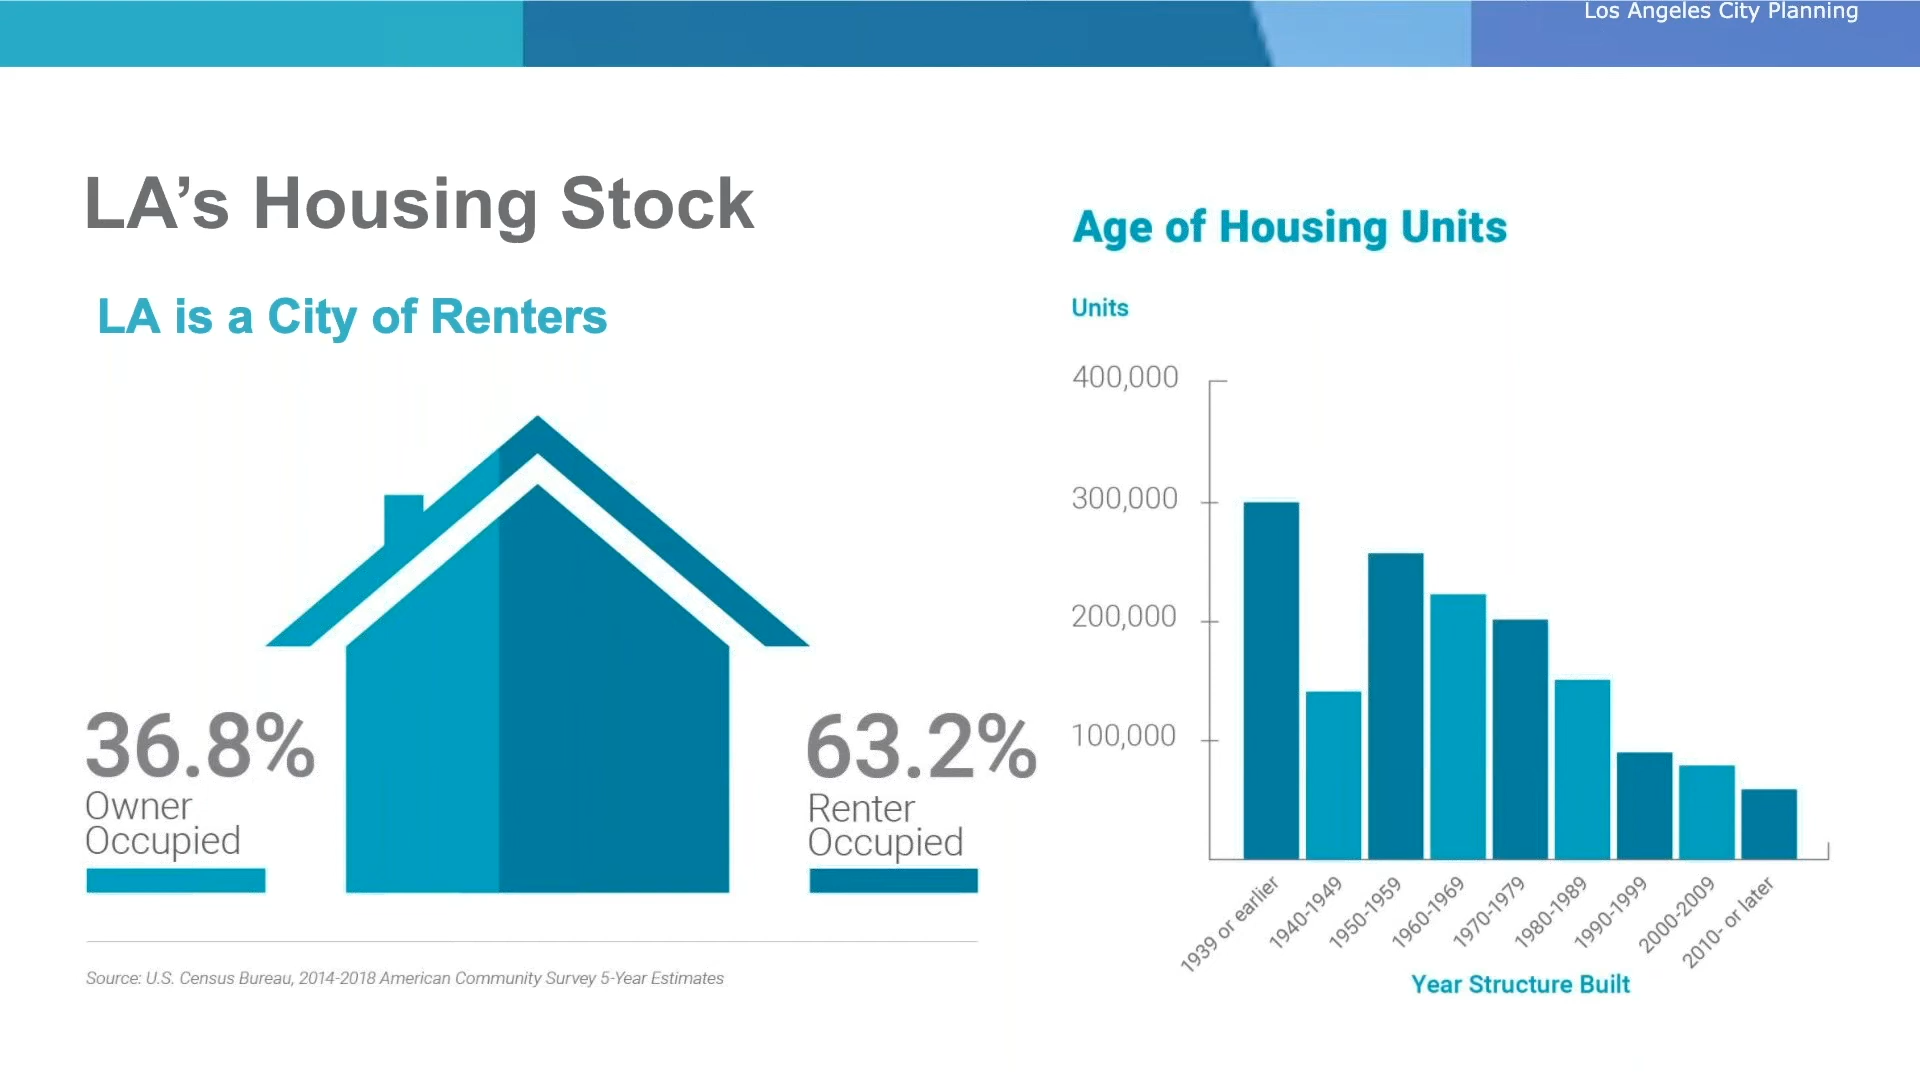 Los Angeles City Planning
LA’s Housing Stock
LA is a City of Renters
36.8%
Owner
Occupied
63.2%
Renter
Occupied
Source: U.S. Census Bureau, 2014-2018 American Community Survey 5-Year Estimates
Age of Housing Units
Units
400,000
300,000
200,000
100,000
1939 or earlier
1940-1949
1950-1959
1960-1969
1970-1979
1980-1989
1990-1999
2000-2009
2010- or later
Year Structure Built